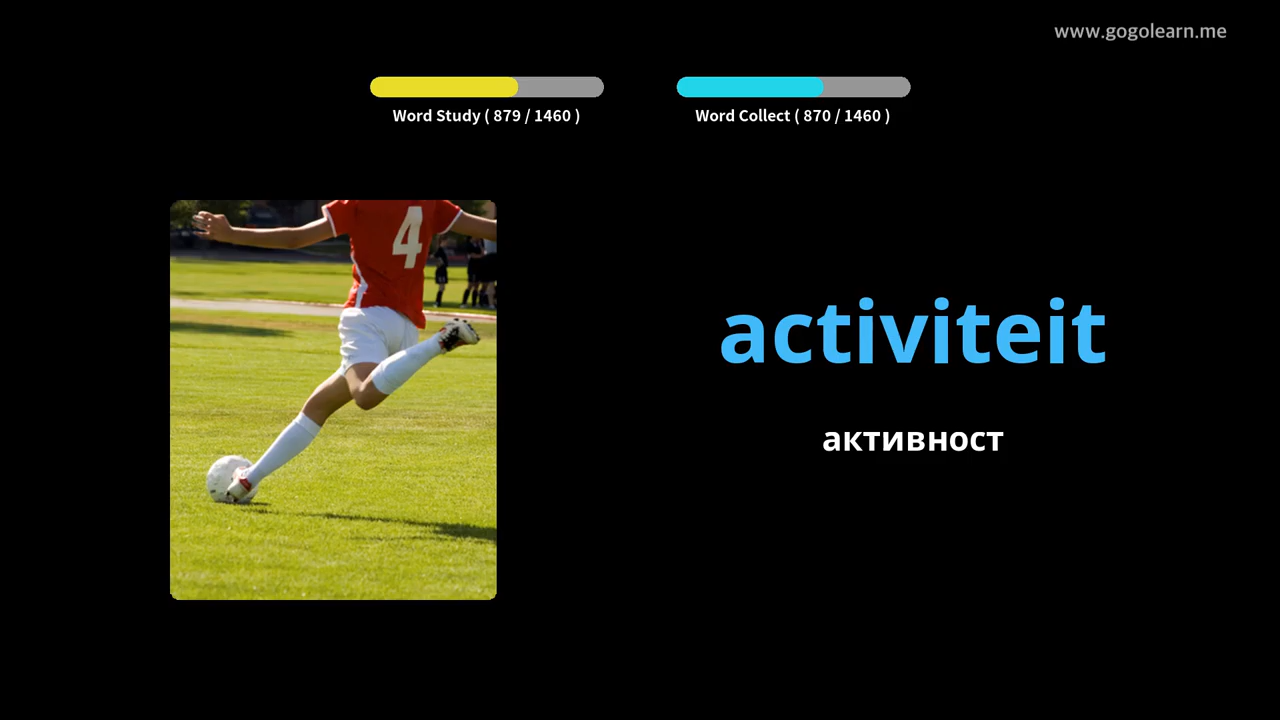 www.gogolearn.me
Word Study ( 879 / 1460 )
Word Collect ( 870 / 1460 )
4
activiteit
активност